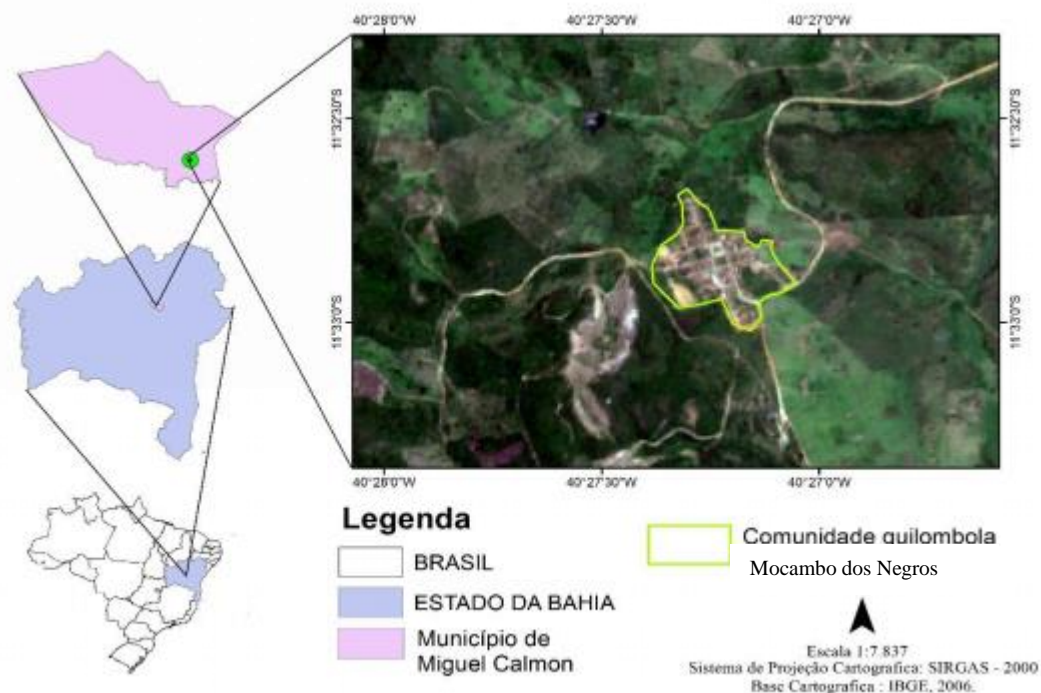 40°28'0"W
40°27'30"W
40°27'0"W
11°32'30"S
11°32'30"S
11°33'0"S
11°33'0"S
40°28'0"W
40°27'30"W
40°27'0"W
Legenda
BRASIL
ESTADO DA BAHIA
Município de
Miguel Calmon
Comunidade quilombola
Mocambo dos Negros
Escala 1:7.837
Sistema de Projeção Cartografica: SIRGAS - 2000
Base Cartografica : IBGE, 2006.